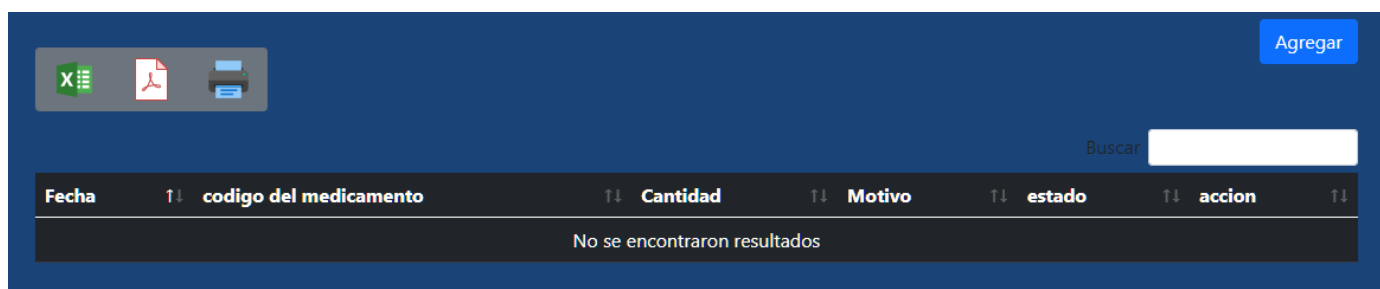 Agregar
Buscar
Fecha codigo del medicamento Cantidad Motivo estado accion
No se encontraron resultados